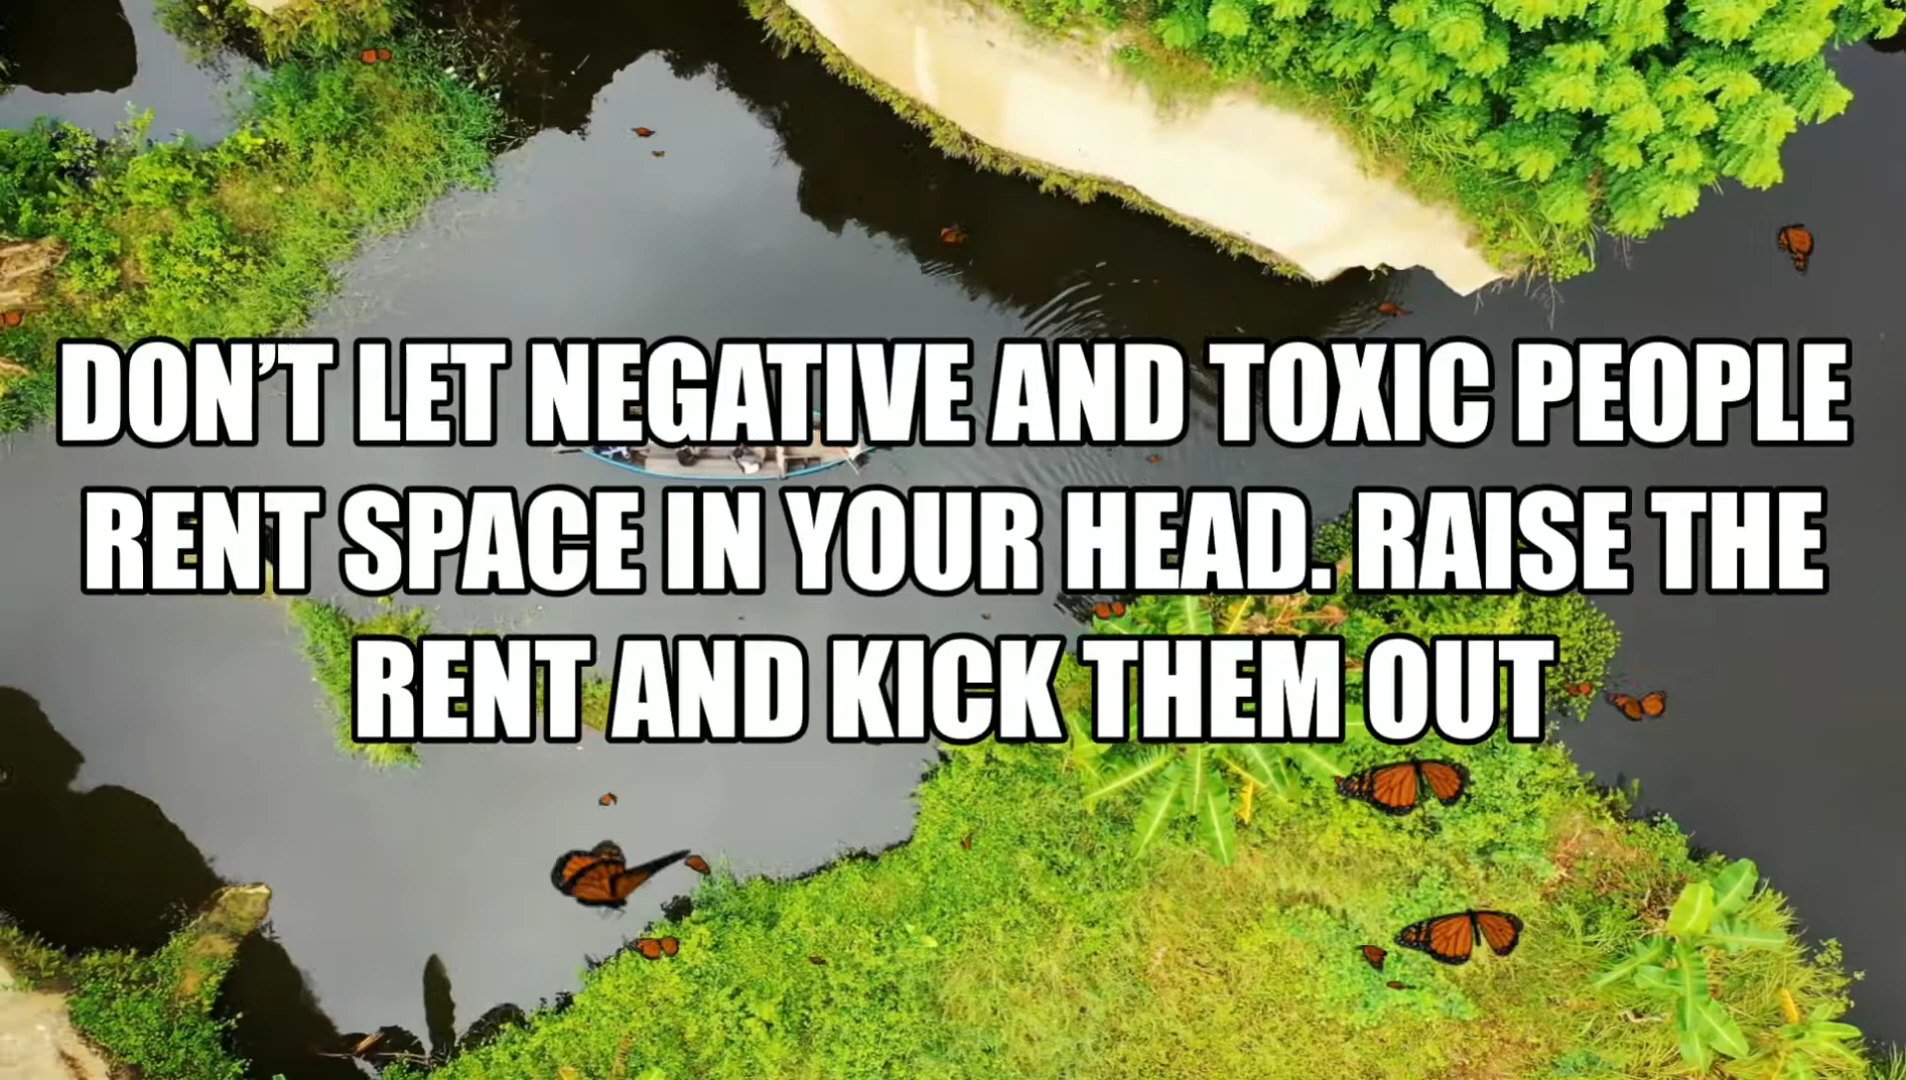 DON’T LET NEGATIVE AND TOXIC PEOPLE
RENT SPACE IN YOUR HEAD. RAISE THE
RENT AND KICK THEM OUT